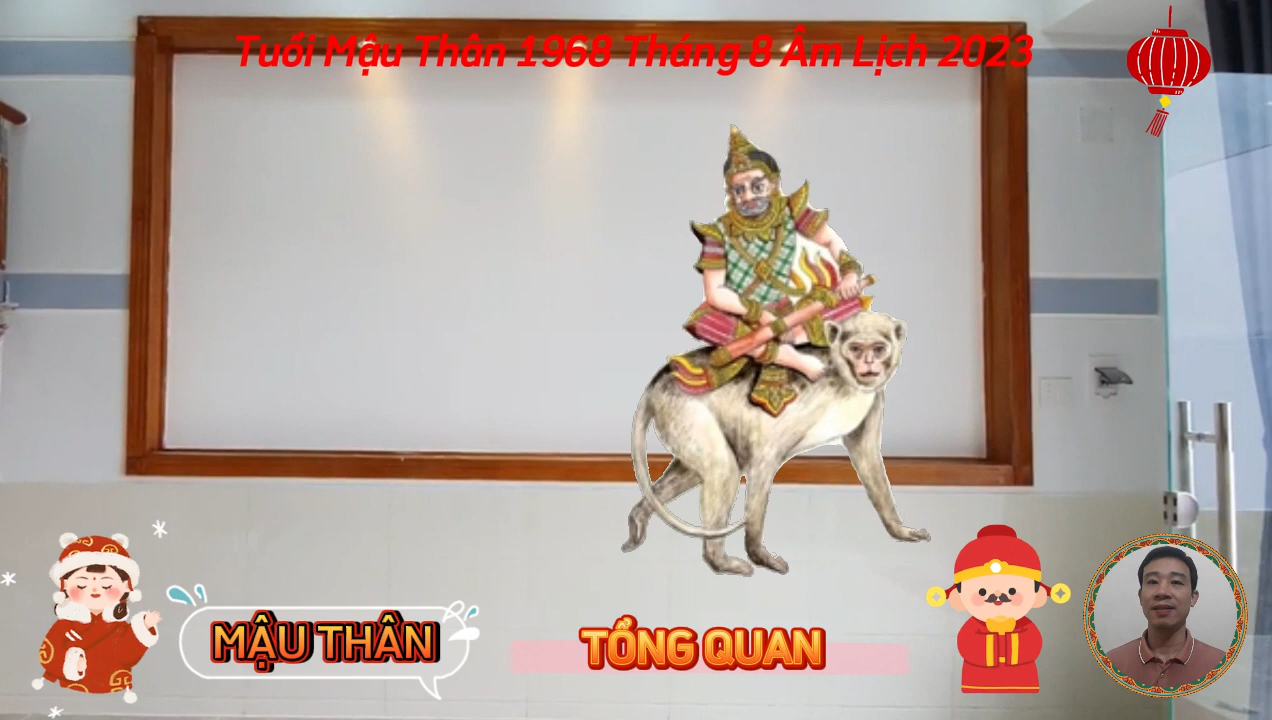 Tuổi Mậu Thân 1968 Tháng 8 Âm Lịch 2023
MẬU THÂN
TỔNG QUAN